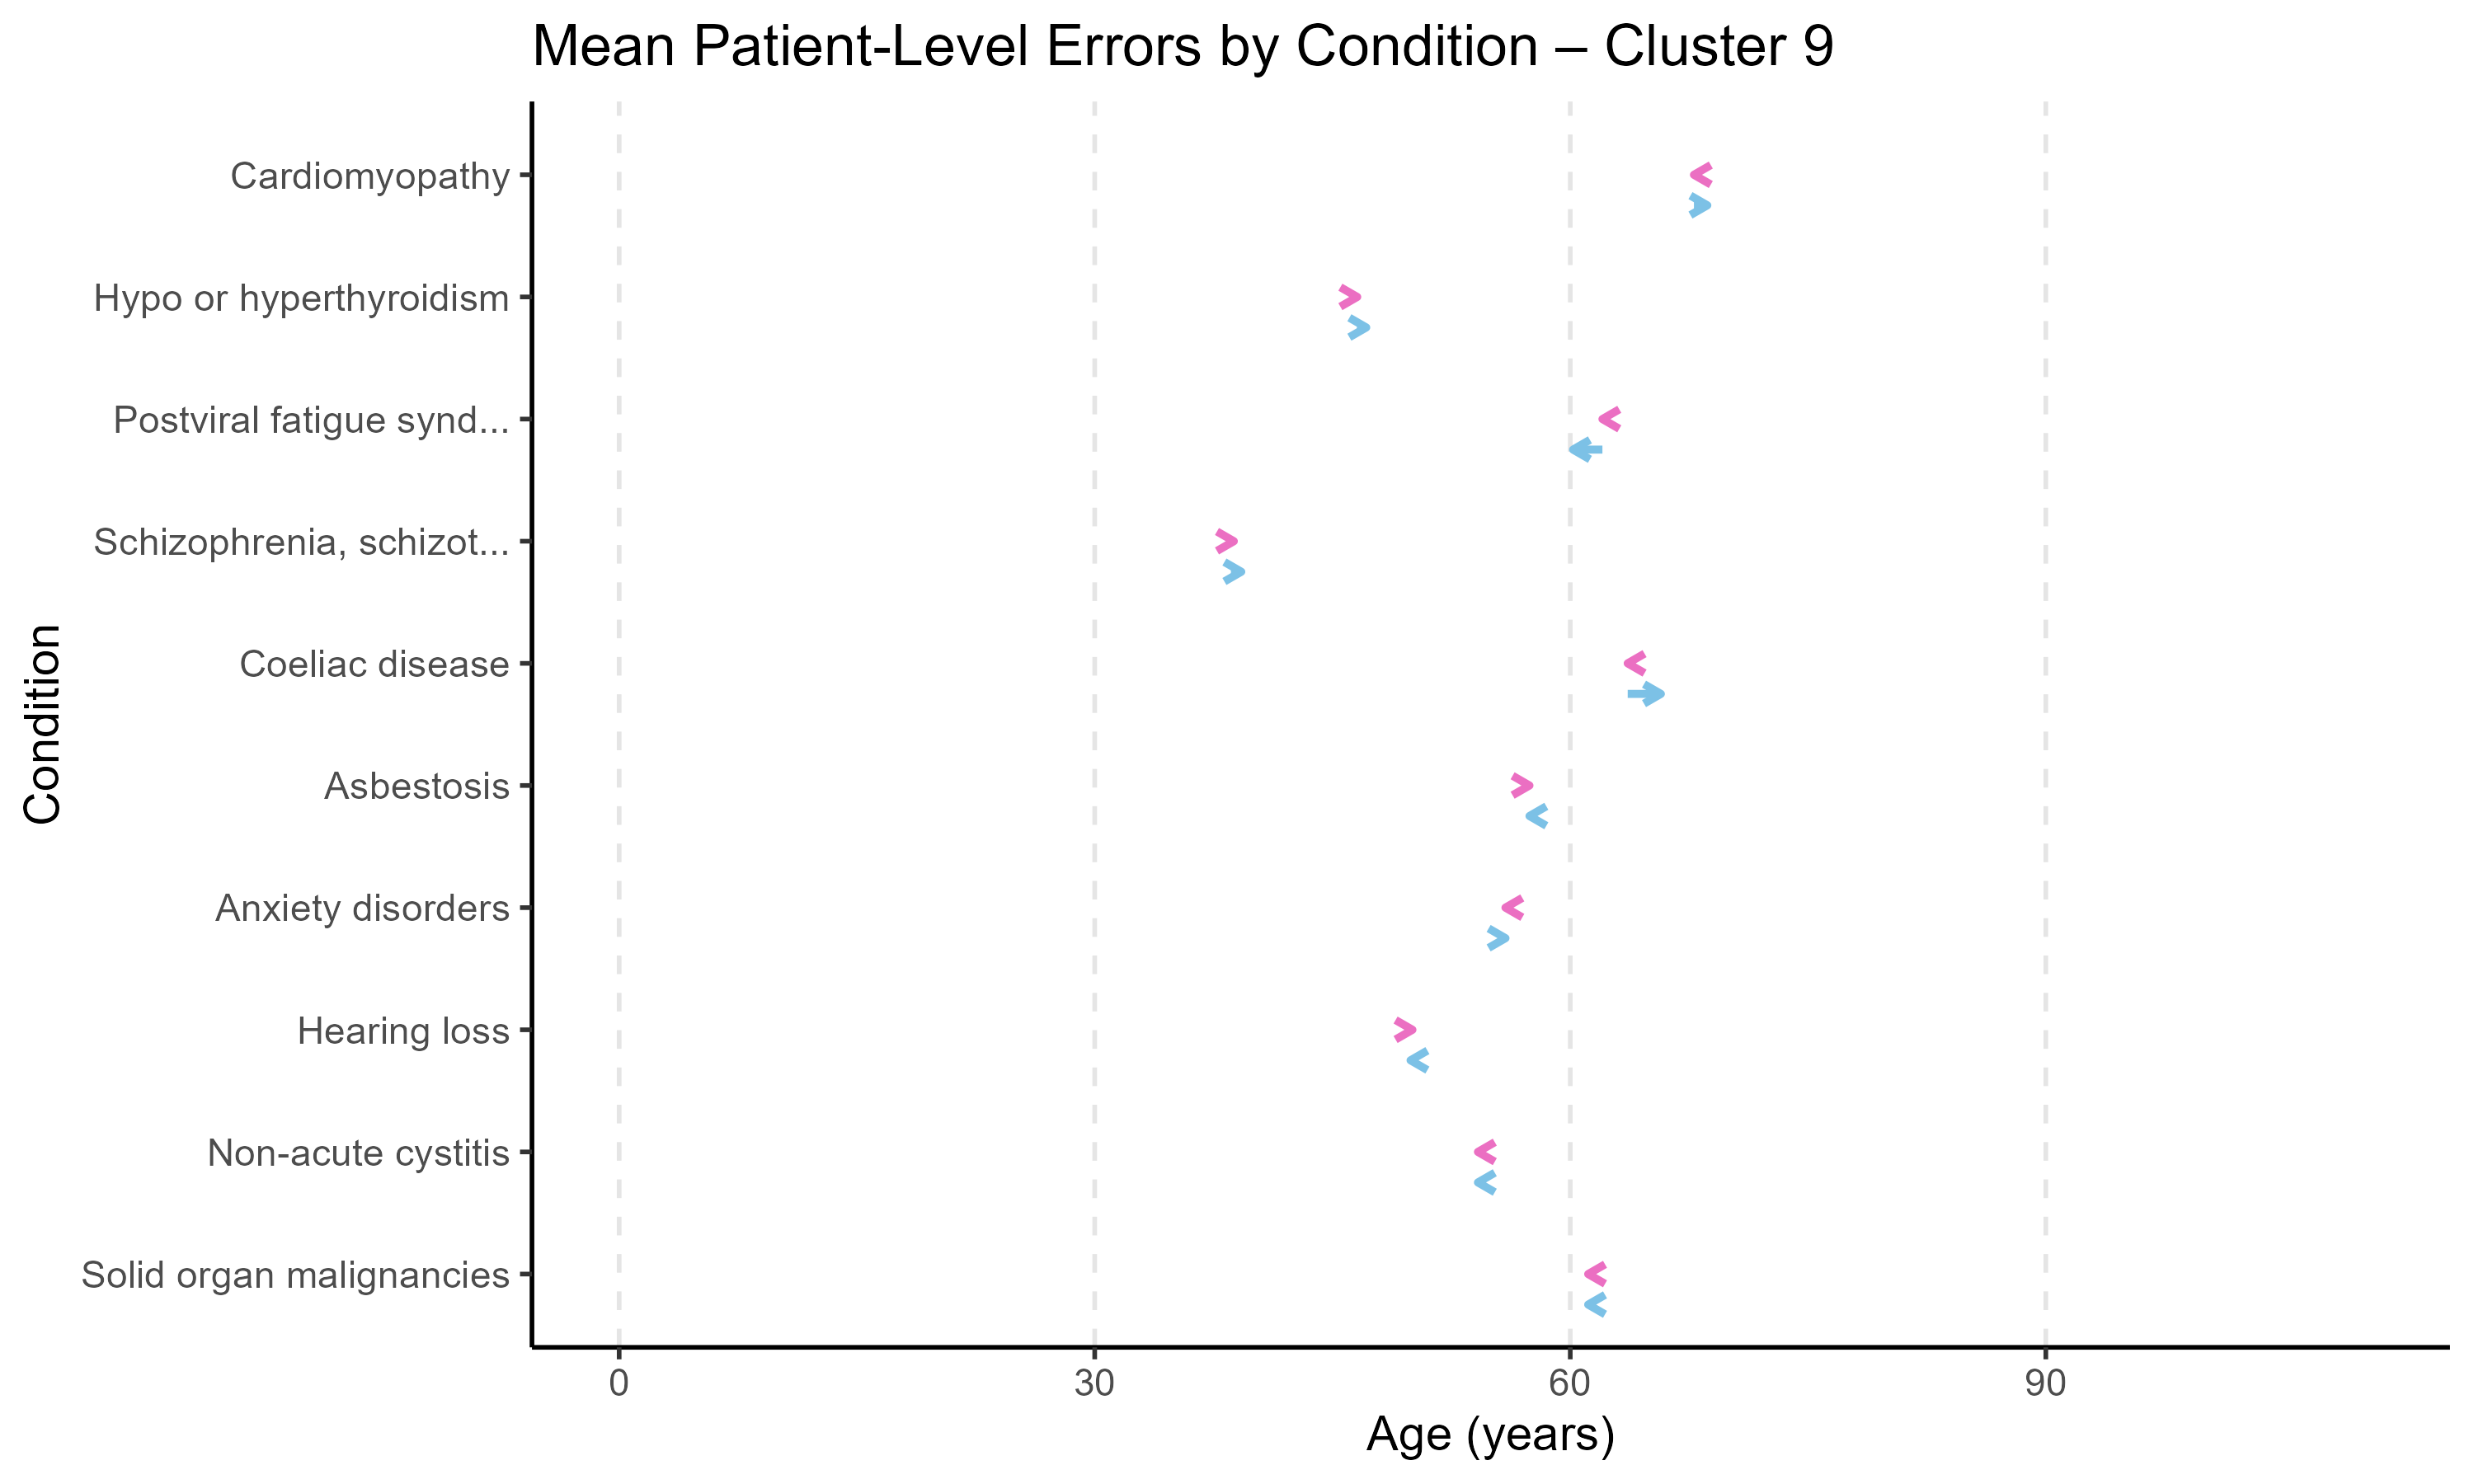 Mean Patient-Level Errors by Condition – Cluster 9
Condition
Cardiomyopathy
Hypo or hyperthyroidism
Postviral fatigue synd...
Schizophrenia, schizot...
Coeliac disease
Asbestosis
Anxiety disorders
Hearing loss
Non-acute cystitis
Solid organ malignancies
0 30 60 90
Age (years)